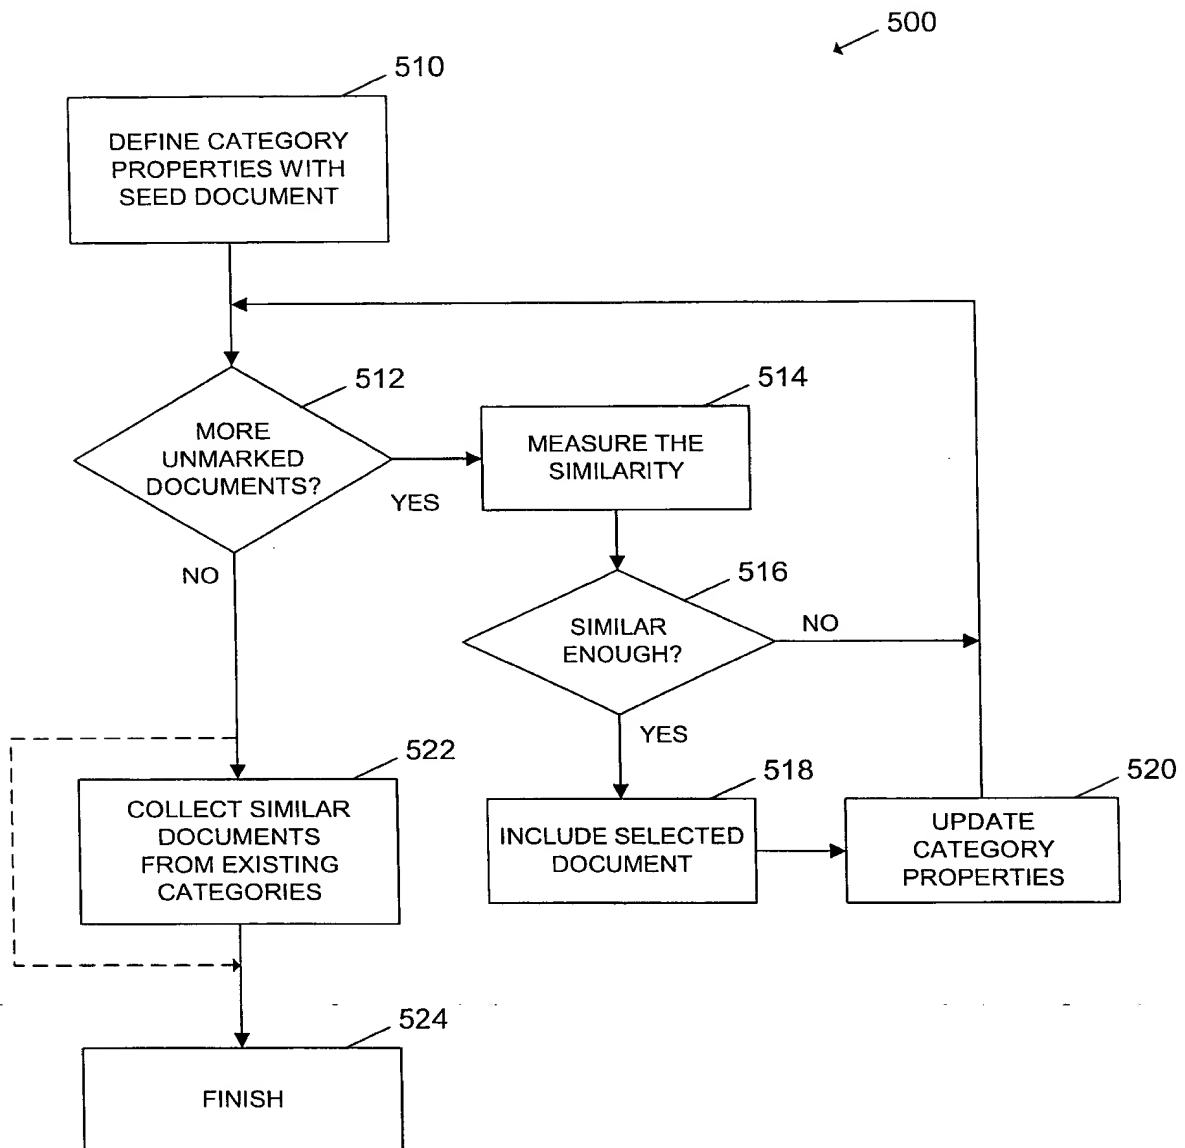 500
510
DEFINE CATEGORY
PROPERTIES WITH
SEED DOCUMENT
512
MORE
UNMARKED
DOCUMENTS?
YES
NO
514
MEASURE THE
SIMILARITY
516
SIMILAR
ENOUGH?
NO
YES
518
INCLUDE SELECTED
DOCUMENT
520
UPDATE
CATEGORY
PROPERTIES
522
COLLECT SIMILAR
DOCUMENTS
FROM EXISTING
CATEGORIES
524
FINISH